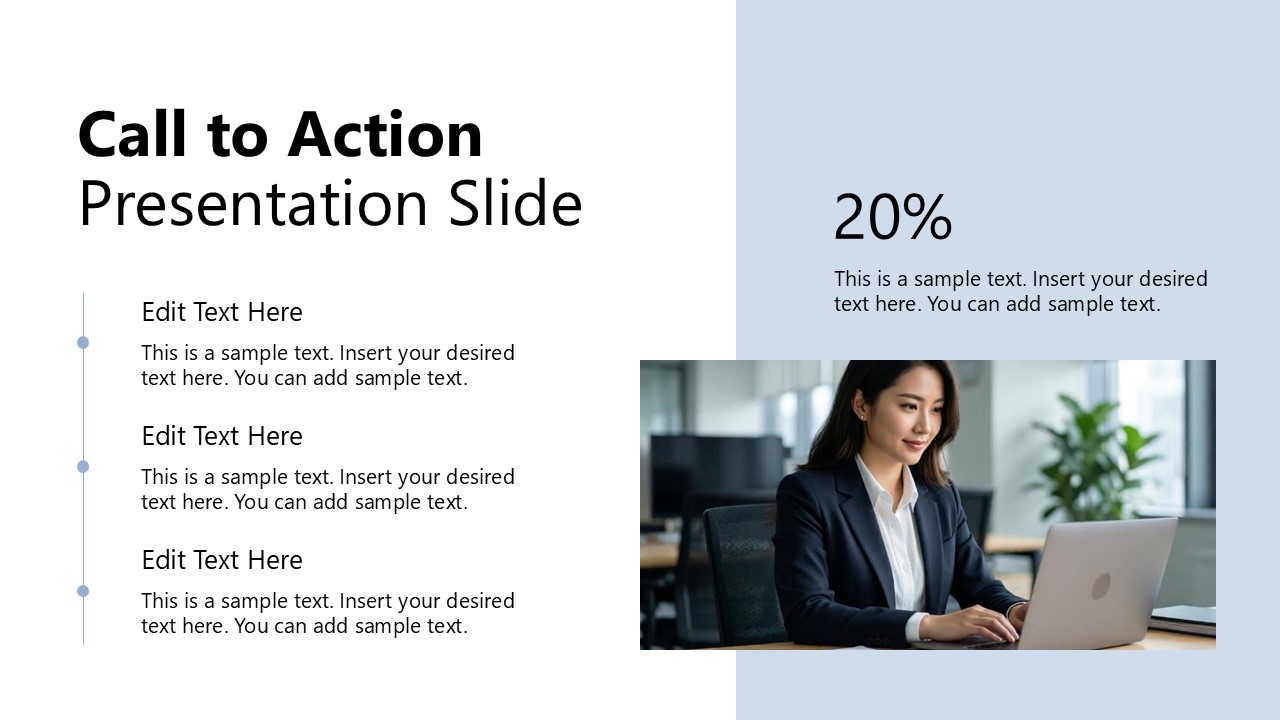 Call to Action
Presentation Slide
Edit Text Here
This is a sample text. Insert your desired
text here. You can add sample text.
Edit Text Here
This is a sample text. Insert your desired
text here. You can add sample text.
Edit Text Here
This is a sample text. Insert your desired
text here. You can add sample text.
20%
This is a sample text. Insert your desired
text here. You can add sample text.